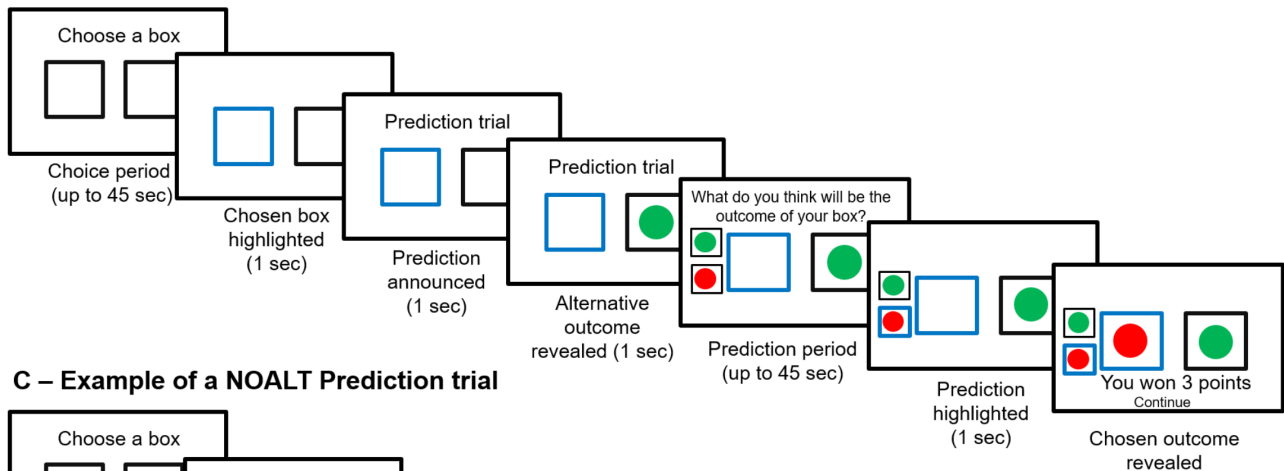 Choose a box
Choice period
(up to 45 sec)
Chosen box
highlighted
(1 sec)
Prediction trial
Prediction
announced
(1 sec)
Prediction trial
Alternative
outcome
revealed (1 sec)
What do you think will be the
outcome of your box?
Prediction period
(up to 45 sec)
Prediction
highlighted
(1 sec)
You won 3 points
Continue
Chosen outcome
revealed
C – Example of a NOALT Prediction trial
Choose a box